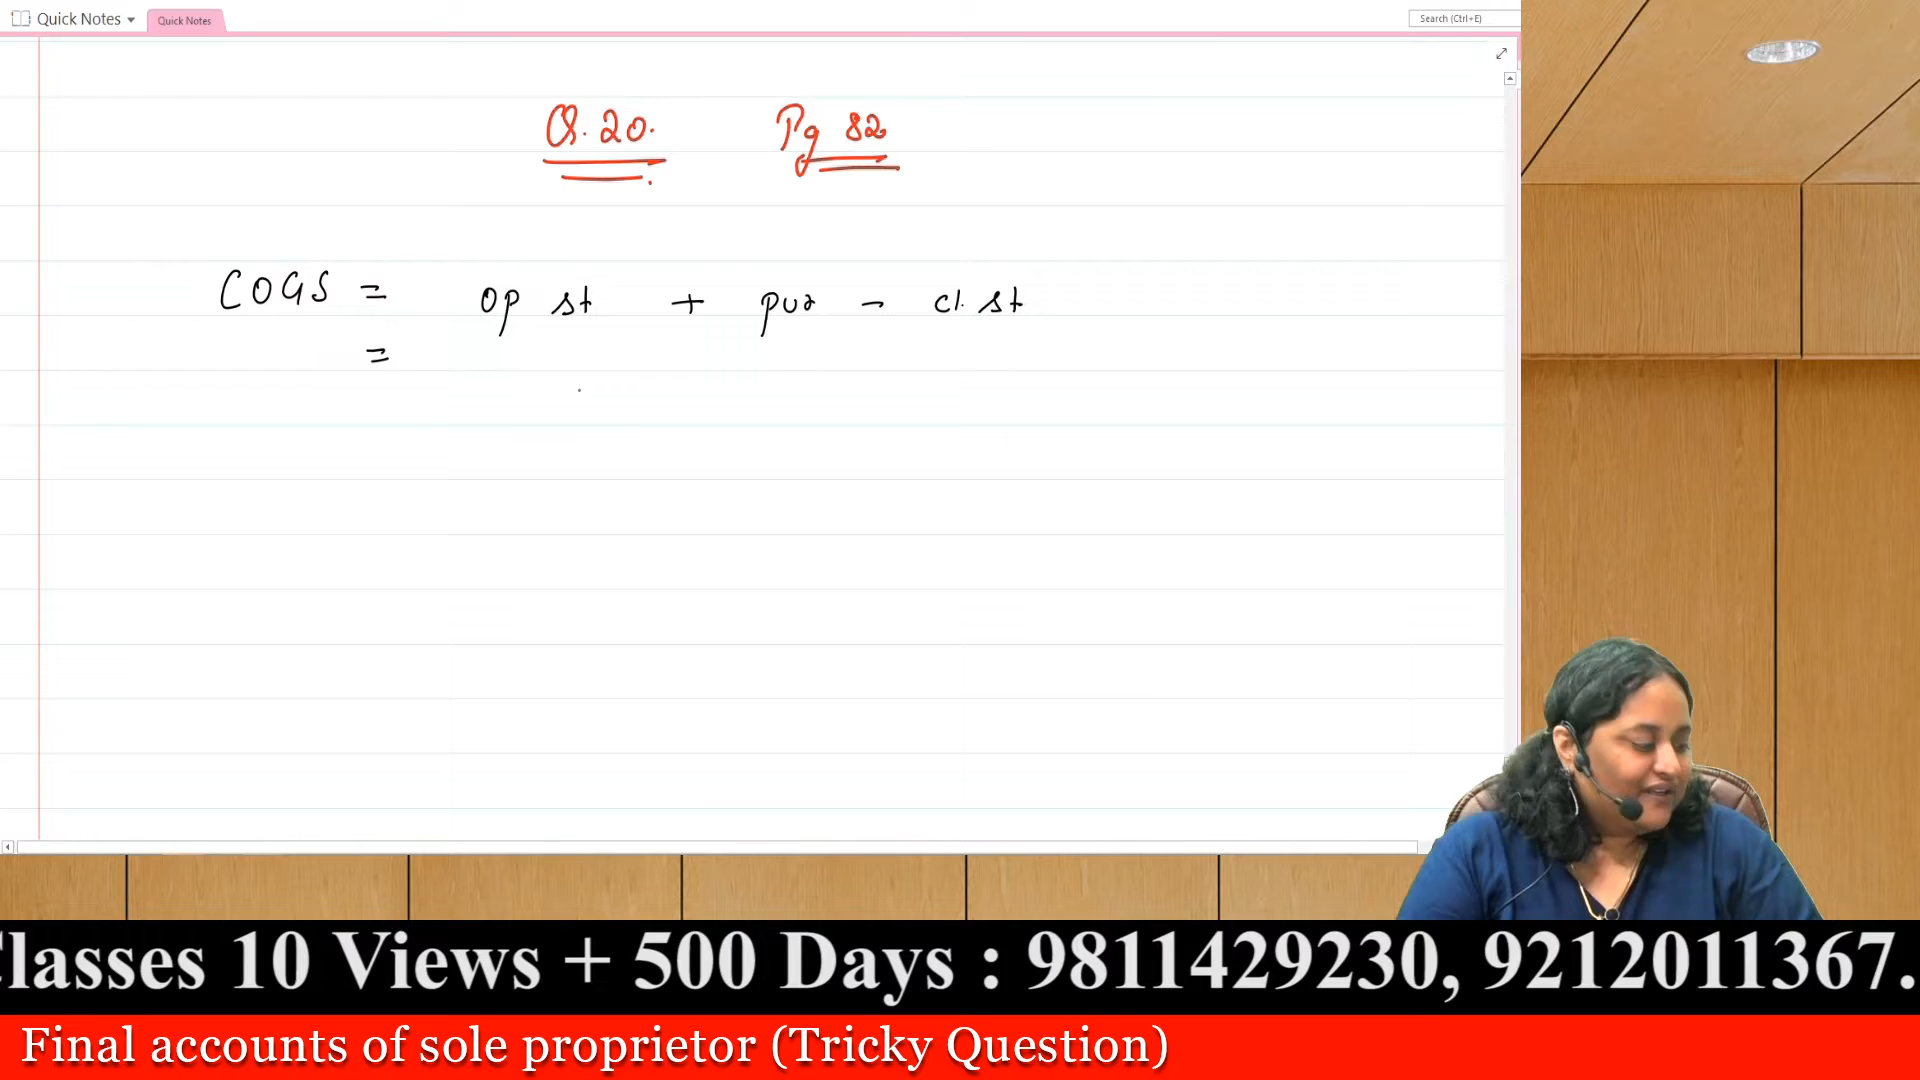 Quick Notes
Quick Notes
Search (Ctrl+E)
Q. 20.   Pg 82
COGS = Op st + pur - cl. st
=
Classes 10 Views + 500 Days : 9811429230, 9212011367.
Final accounts of sole proprietor (Tricky Question)